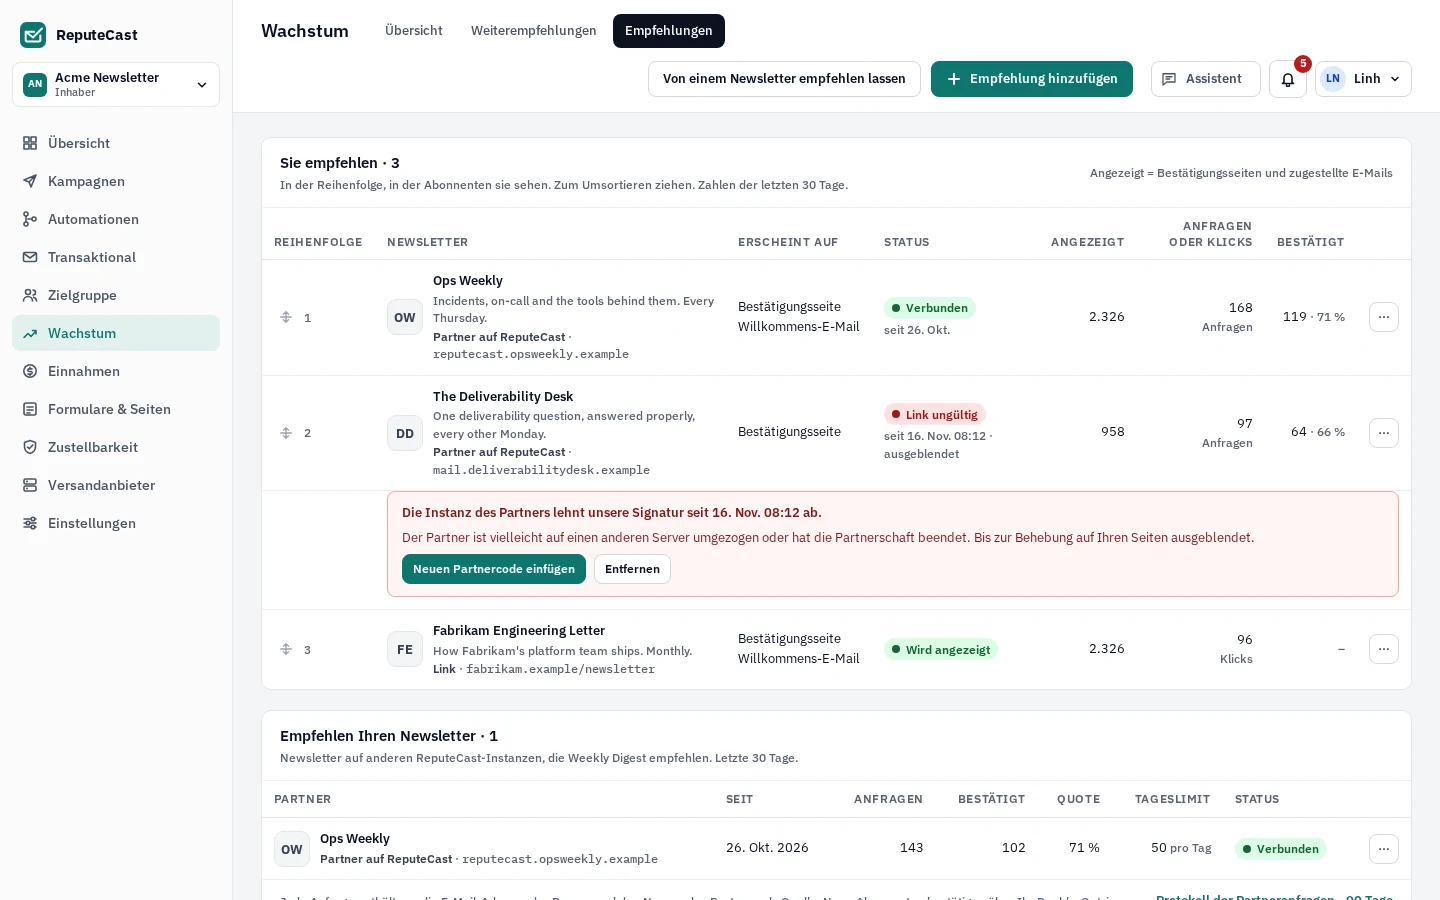 ReputeCast
AN
Acme Newsletter
Inhaber
Übersicht
Kampagnen
Automationen
Transaktional
Zielgruppe
Wachstum
Einnahmen
Formulare & Seiten
Zustellbarkeit
Versandanbieter
Einstellungen
Wachstum
Übersicht
Weiterempfehlungen
Empfehlungen
Von einem Newsletter empfehlen lassen
Empfehlung hinzufügen
Assistent
5
LN
Linh
Sie empfehlen · 3
In der Reihenfolge, in der Abonnenten sie sehen. Zum Umsortieren ziehen. Zahlen der letzten 30 Tage.
Angezeigt = Bestätigungsseiten und zugestellte E-Mails
REIHENFOLGE
NEWSLETTER
ERSCHEINT AUF
STATUS
ANGEZEIGT
ANFRAGEN
ODER KLICKS
BESTÄTIGT
1
OW
Ops Weekly
Incidents, on-call and the tools behind them. Every
Thursday.
Partner auf ReputeCast ·
reputecast.opsweekly.example
Bestätigungsseite
Willkommens-E-Mail
Verbunden
seit 26. Okt.
2.326
168
Anfragen
119 · 71 %
2
DD
The Deliverability Desk
One deliverability question, answered properly,
every other Monday.
Partner auf ReputeCast ·
mail.deliverabilitydesk.example
Bestätigungsseite
Link ungültig
seit 16. Nov. 08:12 ·
ausgeblendet
958
97
Anfragen
64 · 66 %
Die Instanz des Partners lehnt unsere Signatur seit 16. Nov. 08:12 ab.
Der Partner ist vielleicht auf einen anderen Server umgezogen oder hat die Partnerschaft beendet. Bis zur Behebung auf Ihren Seiten ausgeblendet.
Neuen Partnercode einfügen
Entfernen
3
FE
Fabrikam Engineering Letter
How Fabrikam's platform team ships. Monthly.
Link · fabrikam.example/newsletter
Bestätigungsseite
Willkommens-E-Mail
Wird angezeigt
2.326
96
Klicks
–
Empfehlen Ihren Newsletter · 1
Newsletter auf anderen ReputeCast-Instanzen, die Weekly Digest empfehlen. Letzte 30 Tage.
PARTNER
SEIT
ANFRAGEN
BESTÄTIGT
QUOTE
TAGESLIMIT
STATUS
OW
Ops Weekly
Partner auf ReputeCast · reputecast.opsweekly.example
26. Okt. 2026
143
102
71 %
50 pro Tag
Verbunden
Protokoll der Partneranfragen · 90 Tage